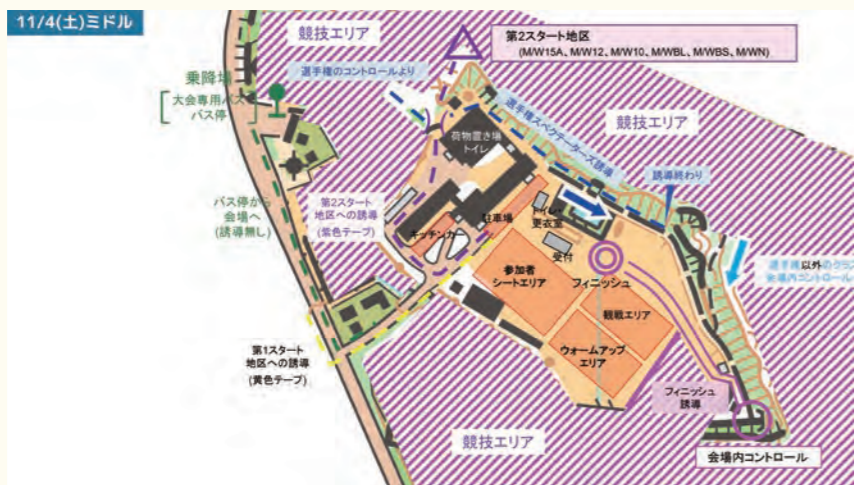 11/4(土)ミドル
競技エリア
第2スタート地区
(M/W15A、M/W12、M/W10、M/WBL、M/WBS、M/WN)
選手権のコントロールより
乗降場
大会専用バス
バス停
荷物置き場
トイレ
選手権スペクテーターズ誘導
競技エリア
誘導終わり
バス停から
会場へ
(誘導無し)
第2スタート
地区への誘導
(紫色テープ)
駐車場
トイレ
更衣室
キッチンカー
受付
参加者
シートエリア
フィニッシュ
選手権以外のクラス
会場内コントロール
観戦エリア
ウォームアップ
エリア
第1スタート
地区への誘導
(黄色テープ)
フィニッシュ
誘導
競技エリア
会場内コントロール